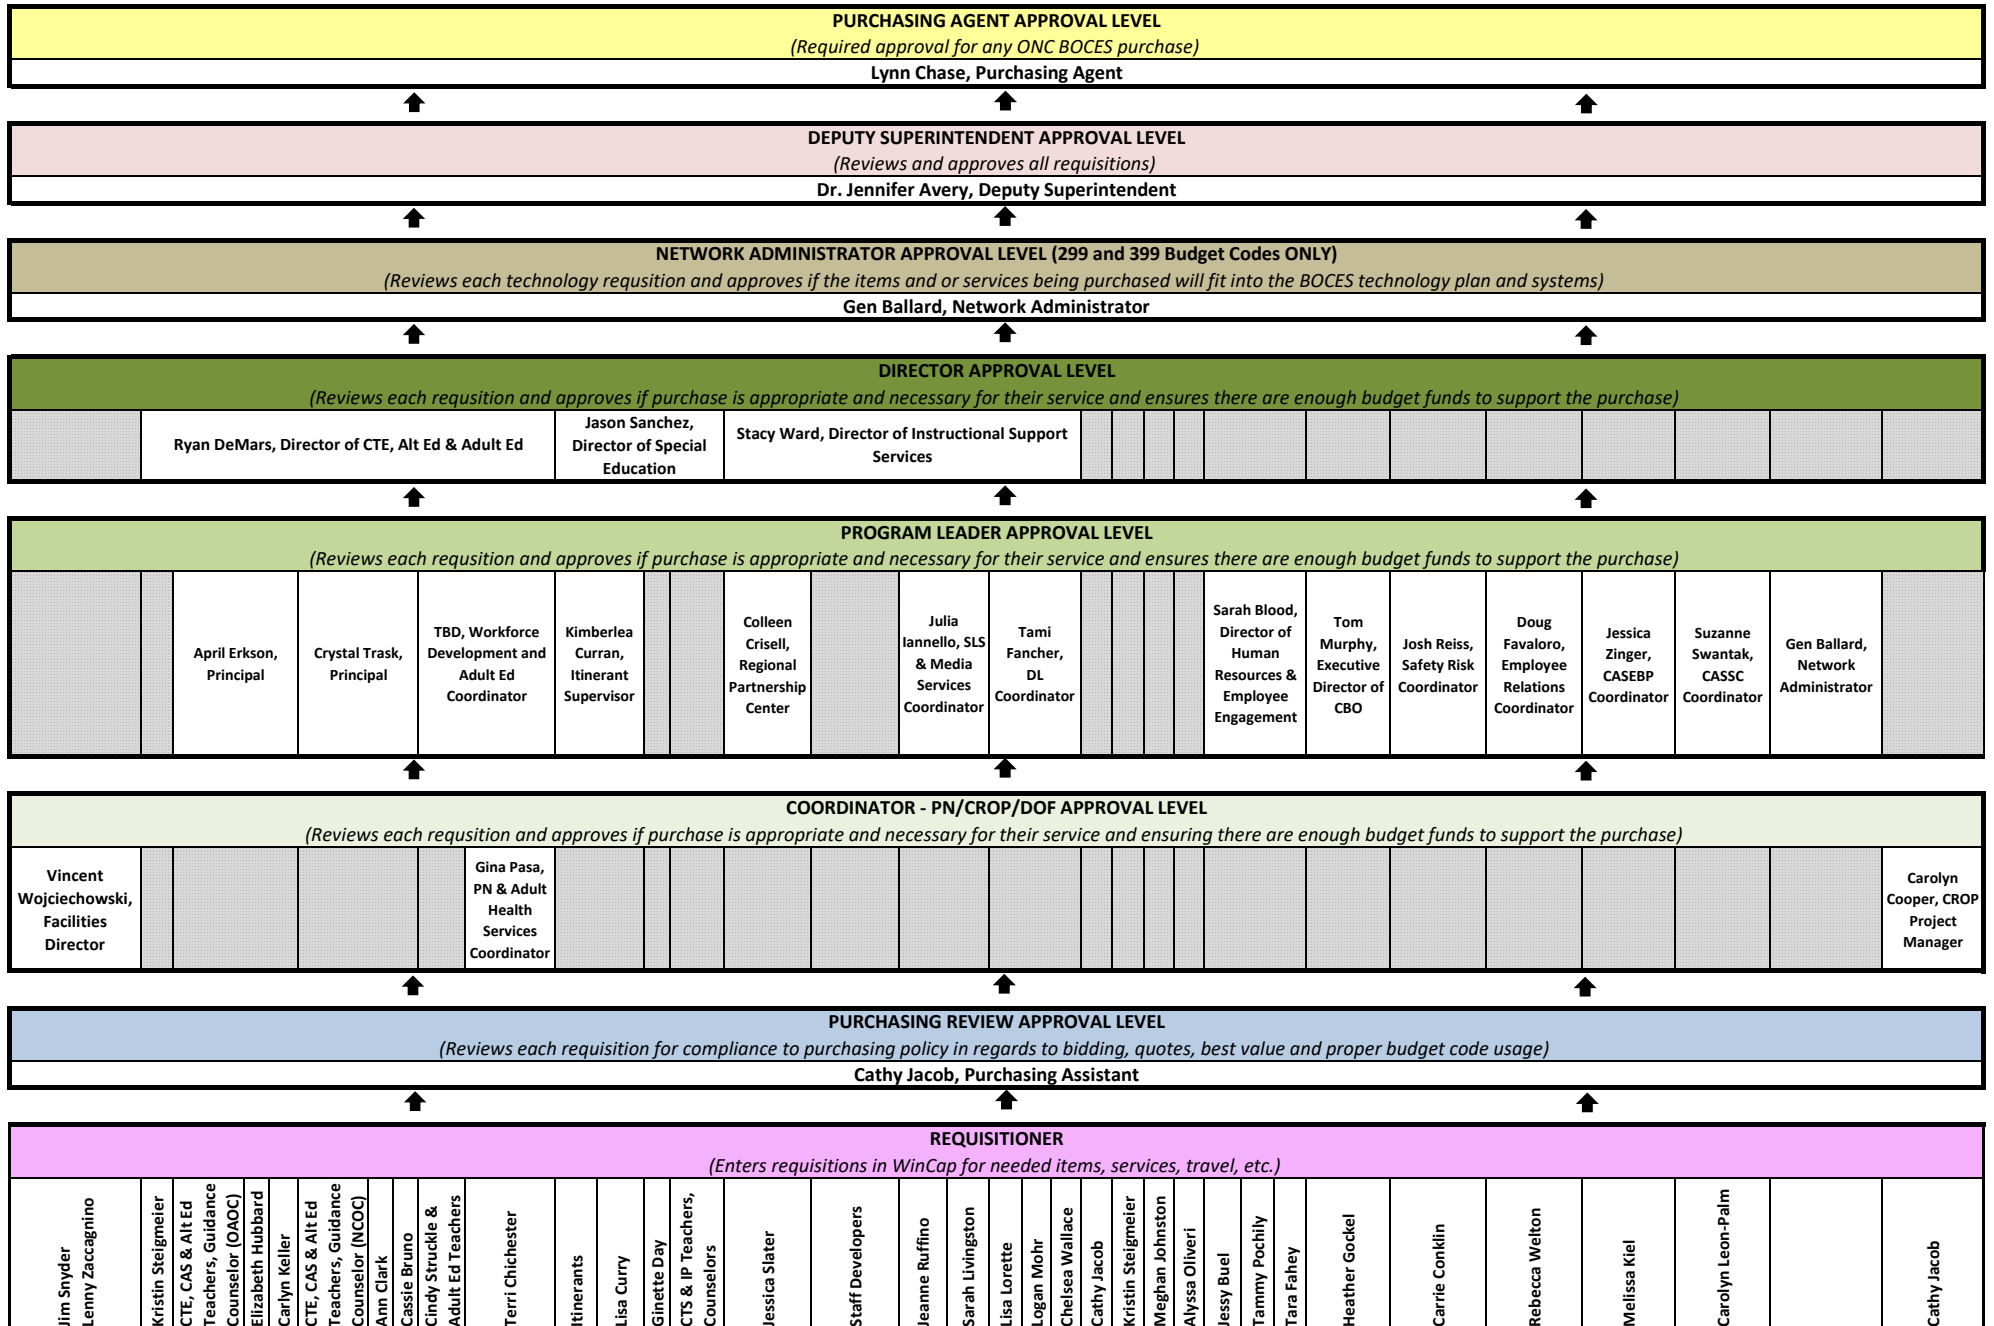 PURCHASING AGENT APPROVAL LEVEL
(Required approval for any ONC BOCES purchase)
Lynn Chase, Purchasing Agent
DEPUTY SUPERINTENDENT APPROVAL LEVEL
(Reviews and approves all requisitions)
Dr. Jennifer Avery, Deputy Superintendent
NETWORK ADMINISTRATOR APPROVAL LEVEL (299 and 399 Budget Codes ONLY)
(Reviews each technology requsition and approves if the items and or services being purchased will fit into the BOCES technology plan and systems)
Gen Ballard, Network Administrator
DIRECTOR APPROVAL LEVEL
(Reviews each requsition and approves if purchase is appropriate and necessary for their service and ensures there are enough budget funds to support the purchase)
Ryan DeMars, Director of CTE, Alt Ed & Adult Ed
Jason Sanchez,
Director of Special
Education
Stacy Ward, Director of Instructional Support
Services
PROGRAM LEADER APPROVAL LEVEL
(Reviews each requsition and approves if purchase is appropriate and necessary for their service and ensures there are enough budget funds to support the purchase)
April Erkson,
Principal
Crystal Trask,
Principal
TBD, Workforce
Development and
Adult Ed
Coordinator
Kimberlea
Curran,
Itinerant
Supervisor
Colleen
Crisell,
Regional
Partnership
Center
Julia
Iannello, SLS
& Media
Services
Coordinator
Tami
Fancher,
DL
Coordinator
Sarah Blood,
Director of
Human
Resources &
Employee
Engagement
Tom
Murphy,
Executive
Director of
CBO
Josh Reiss,
Safety Risk
Coordinator
Doug
Favaloro,
Employee
Relations
Coordinator
Jessica
Zinger,
CASEBP
Coordinator
Suzanne
Swantak,
CASSC
Coordinator
Gen Ballard,
Network
Administrator
COORDINATOR - PN/CROP/DOF APPROVAL LEVEL
(Reviews each requsition and approves if purchase is appropriate and necessary for their service and ensuring there are enough budget funds to support the purchase)
Vincent
Wojciechowski,
Facilities
Director
Gina Pasa,
PN & Adult
Health
Services
Coordinator
Carolyn
Cooper, CROP
Project
Manager
PURCHASING REVIEW APPROVAL LEVEL
(Reviews each requisition for compliance to purchasing policy in regards to bidding, quotes, best value and proper budget code usage)
Cathy Jacob, Purchasing Assistant
REQUISITIONER
(Enters requisitions in WinCap for needed items, services, travel, etc.)
Jim Snyder
Lenny Zaccagnino
Kristin Steigmeier
CTE, CAS & Alt Ed
Teachers, Guidance
Counselor (OAOC)
Elizabeth Hubbard
Carlyn Keller
CTE, CAS & Alt Ed
Teachers, Guidance
Counselor (NCOC)
Ann Clark
Cassie Bruno
Cindy Struckle &
Adult Ed Teachers
Terri Chichester
Itinerants
Lisa Curry
Ginette Day
CTS & IP Teachers,
Counselors
Jessica Slater
Staff Developers
Jeanne Ruffino
Sarah Livingston
Lisa Lorette
Logan Mohr
Chelsea Wallace
Cathy Jacob
Kristin Steigmeier
Meghan Johnston
Alyssa Oliveri
Jessy Buel
Tammy Pochily
Tara Fahey
Heather Gockel
Carrie Conklin
Rebecca Welton
Melissa Kiel
Carolyn Leon-Palm
Cathy Jacob